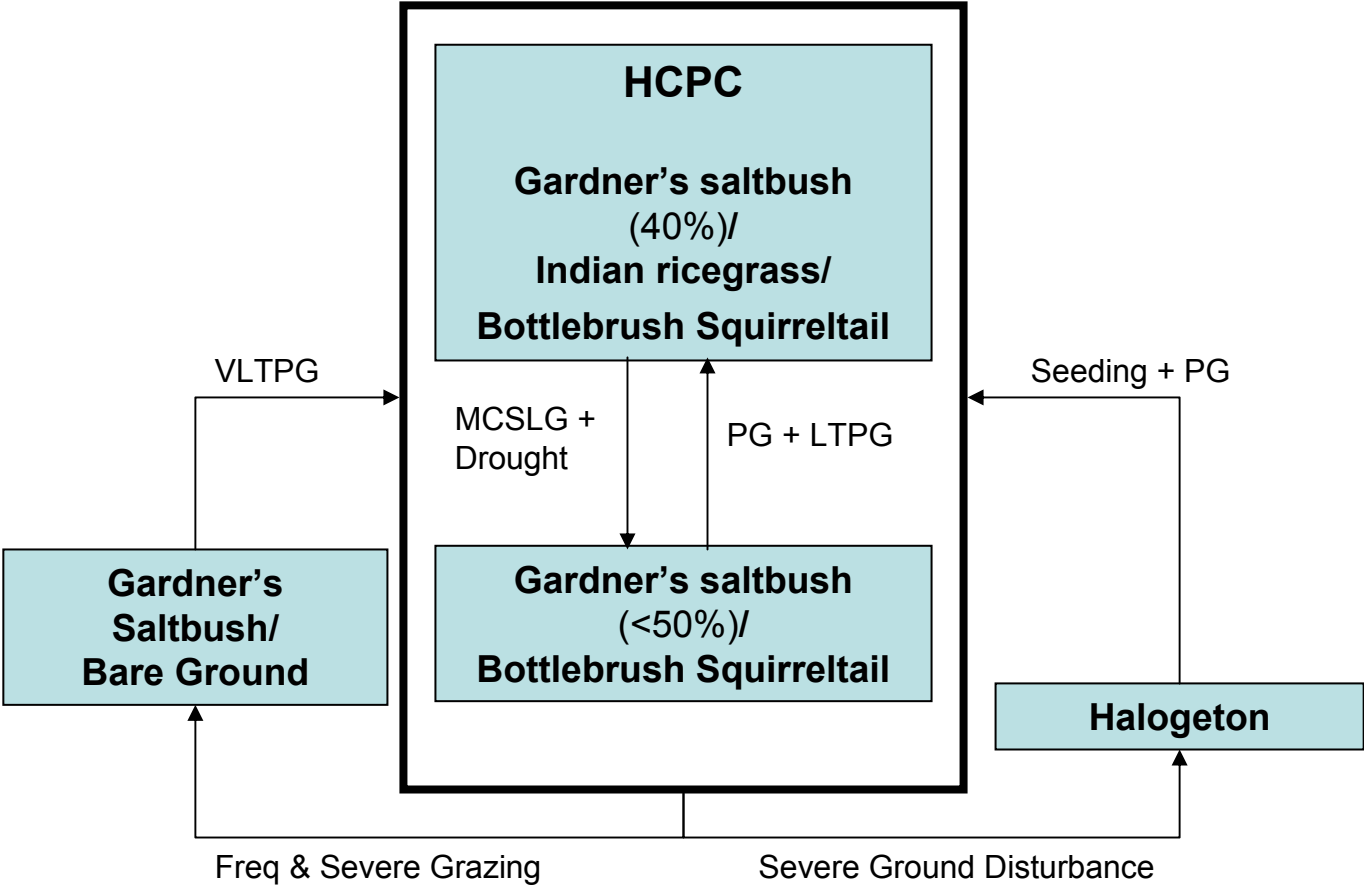 HCPC
Gardner’s saltbush
(40%)/
Indian ricegrass/
Bottlebrush Squirreltail
VLTPG
Seeding + PG
MCSLG +
Drought
PG + LTPG
Gardner’s
Saltbush/
Bare Ground
Gardner’s saltbush
(<50%)/
Bottlebrush Squirreltail
Halogeton
Freq & Severe Grazing
Severe Ground Disturbance